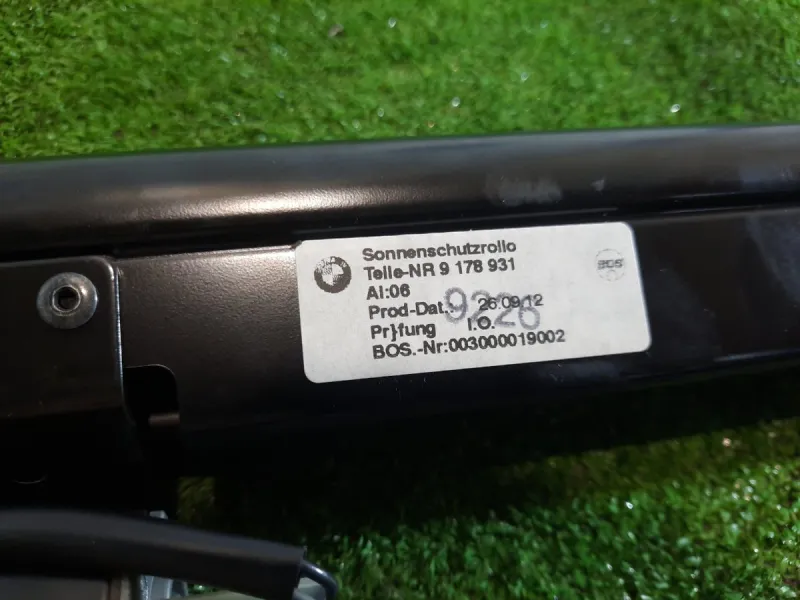 Sonnenschutzrollo
Teile-NR 9 178 931
AI:06
Prod-Dat.: 26.09.12
9226
Pr}fung I.O.
BOS.-Nr:003000019002
BOS